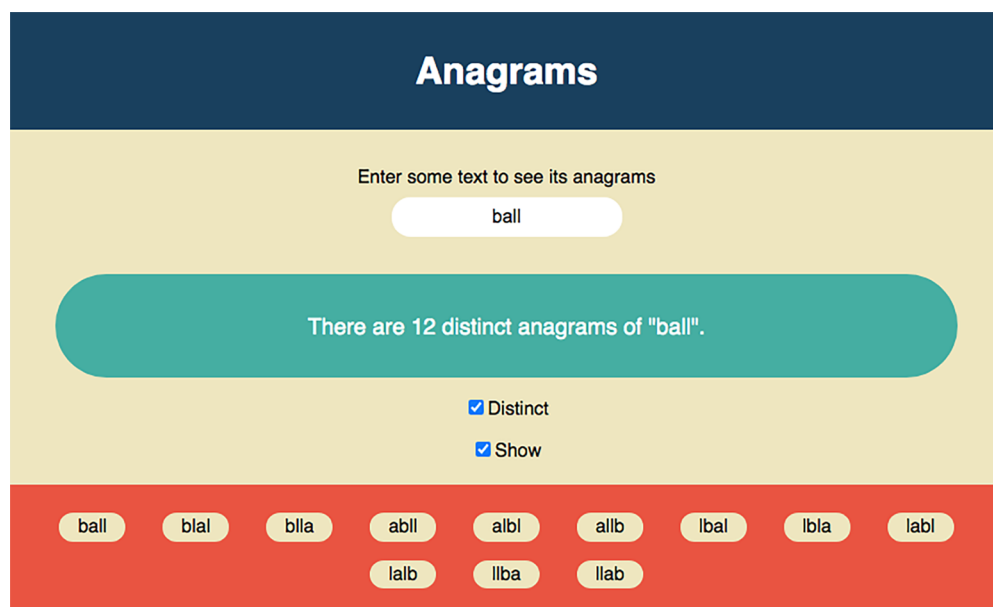 Anagrams
Enter some text to see its anagrams
ball
There are 12 distinct anagrams of "ball".
Distinct
Show
ball blal blla abll albl allb lbal lbla labl
lalb llba llab